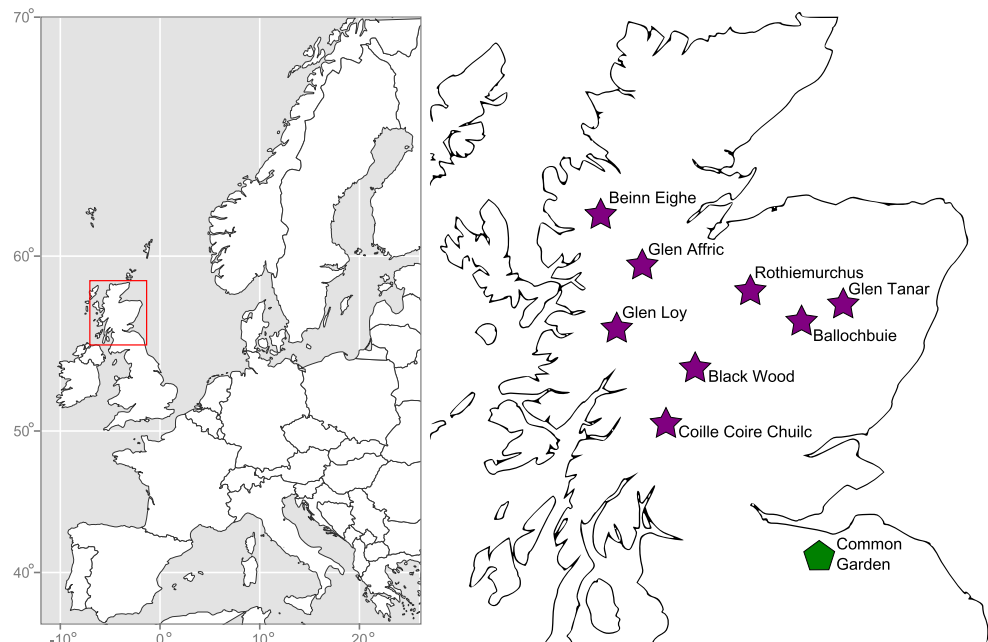 70°
60°
50°
40°
-10°
0°
10°
20°
Beinn Eighe
Glen Affric
Rothiemurchus
Glen Tanar
Glen Loy
Ballochbuie
Black Wood
Coille Coire Chuilc
Common
Garden